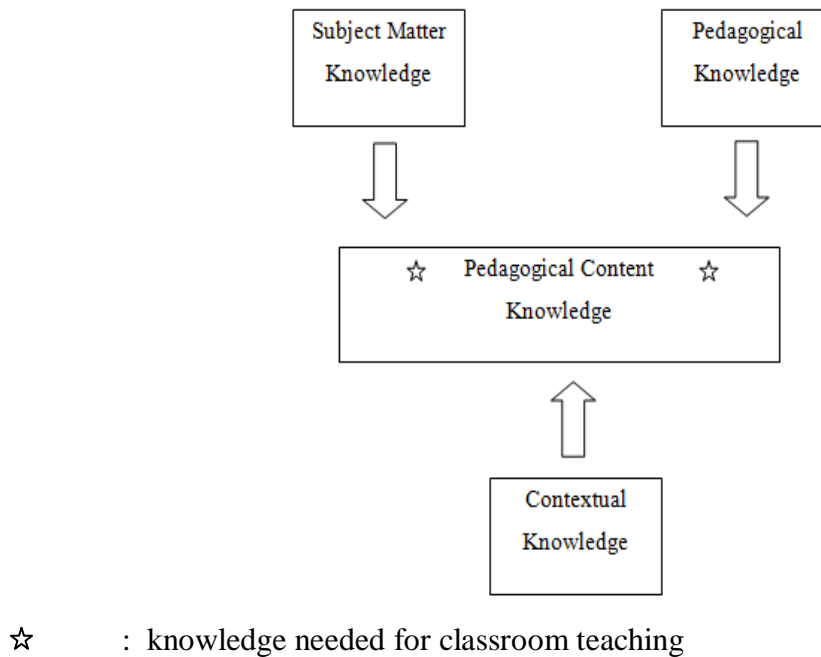 Subject Matter
Knowledge
Pedagogical
Knowledge
☆ Pedagogical Content ☆
Knowledge
Contextual
Knowledge
☆ : knowledge needed for classroom teaching